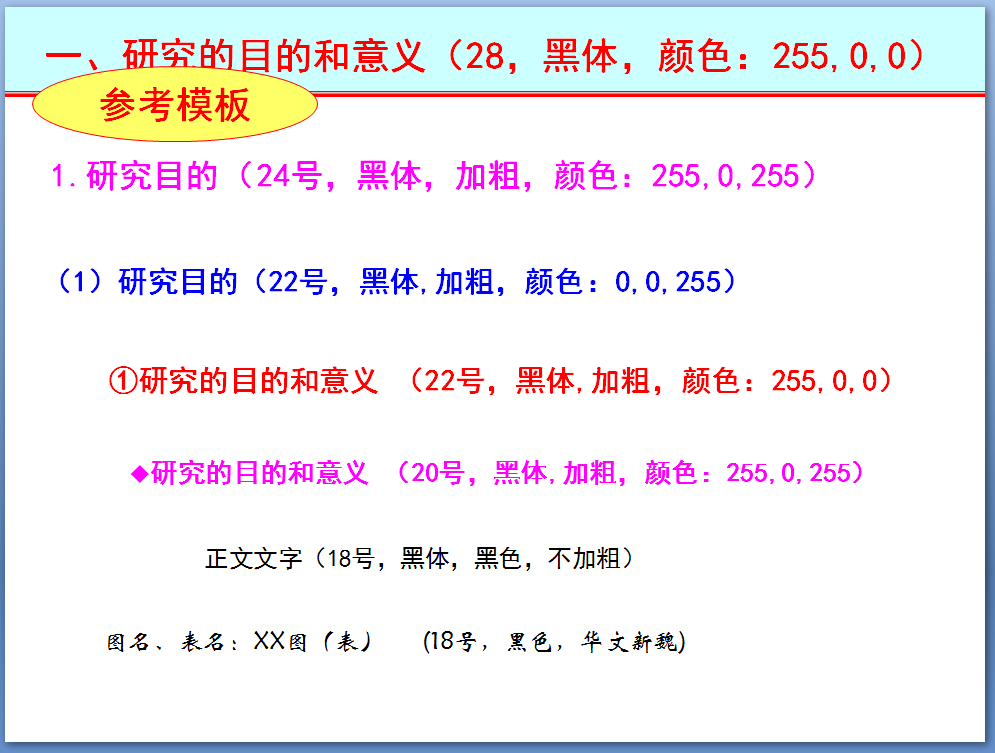 一、研究的目的和意义（28，黑体，颜色：255,0,0）
参考模板
1.研究目的（24号，黑体，加粗，颜色：255,0,255）
（1）研究目的（22号，黑体,加粗，颜色：0,0,255）
①研究的目的和意义 （22号，黑体,加粗，颜色：255,0,0）
◆研究的目的和意义 （20号，黑体,加粗，颜色：255,0,255）
正文文字（18号，黑体，黑色，不加粗）
图名、表名：XX图（表） (18号，黑色，华文新魏)